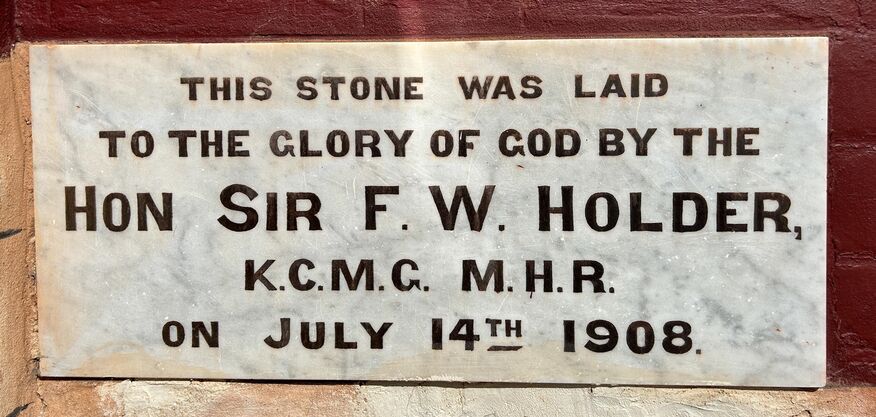 THIS STONE WAS LAID
TO THE GLORY OF GOD BY THE
HON SIR F. W. HOLDER,
K.C.M.G. M.H.R.
ON JULY 14TH 1908.